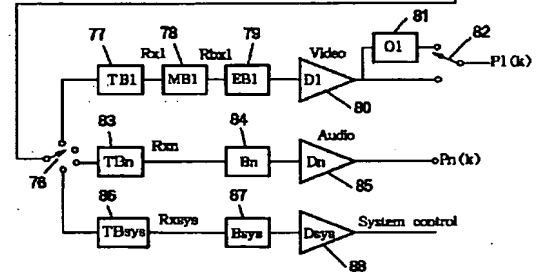 81
77 78 79 82
Rx1 Rbx1 Video O1
TB1 MB1 EB1 D1 P1(k)
80
83 84 Audio
76 TBn Rxn Bn Dn Pn(k)
85
86 87
TBsys Rxsys Bsys Dsys System control
88